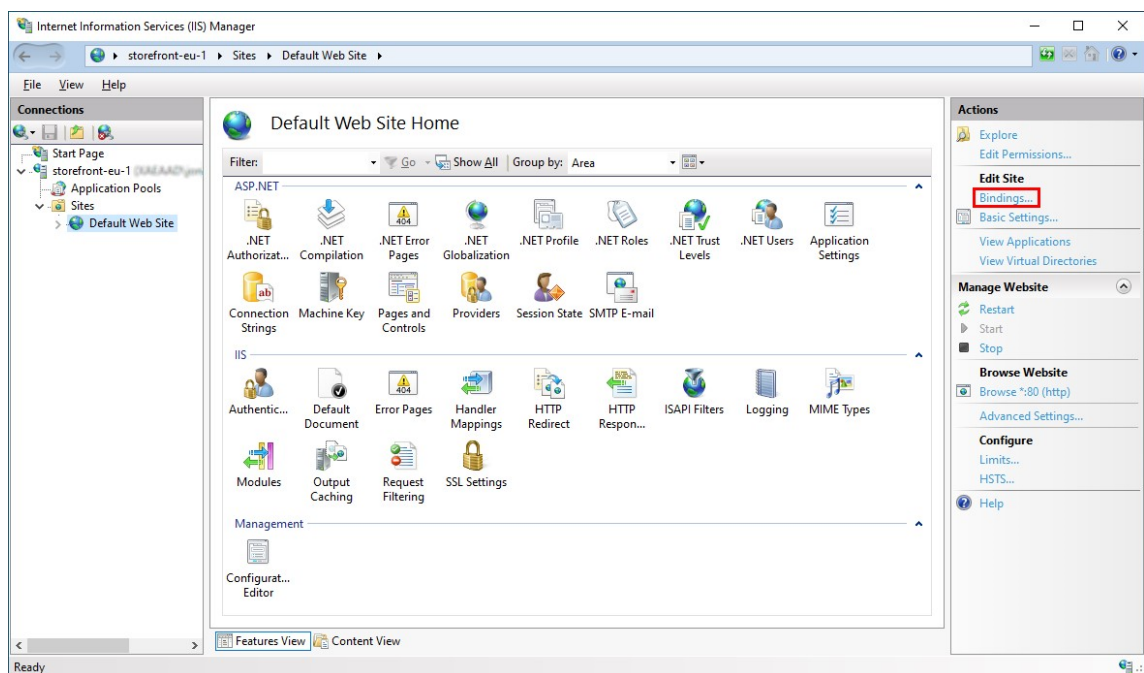 Internet Information Services (IIS) Manager
storefront-eu-1 Sites Default Web Site
File View Help
Connections
Start Page
storefront-eu-1
Application Pools
Sites
Default Web Site
Default Web Site Home
Filter: Go Show All Group by: Area
ASP.NET
.NET Authorizat...
.NET Compilation
.NET Error Pages
.NET Globalization
.NET Profile
.NET Roles
.NET Trust Levels
.NET Users
Application Settings
Connection Strings
Machine Key
Pages and Controls
Providers
Session State
SMTP E-mail
IIS
Authentic...
Default Document
Error Pages
Handler Mappings
HTTP Redirect
HTTP Respon...
ISAPI Filters
Logging
MIME Types
Modules
Output Caching
Request Filtering
SSL Settings
Management
Configurat... Editor
Features View Content View
Actions
Explore
Edit Permissions...
Edit Site
Bindings...
Basic Settings...
View Applications
View Virtual Directories
Manage Website
Restart
Start
Stop
Browse Website
Browse *:80 (http)
Advanced Settings...
Configure
Limits...
HSTS...
Help
Ready